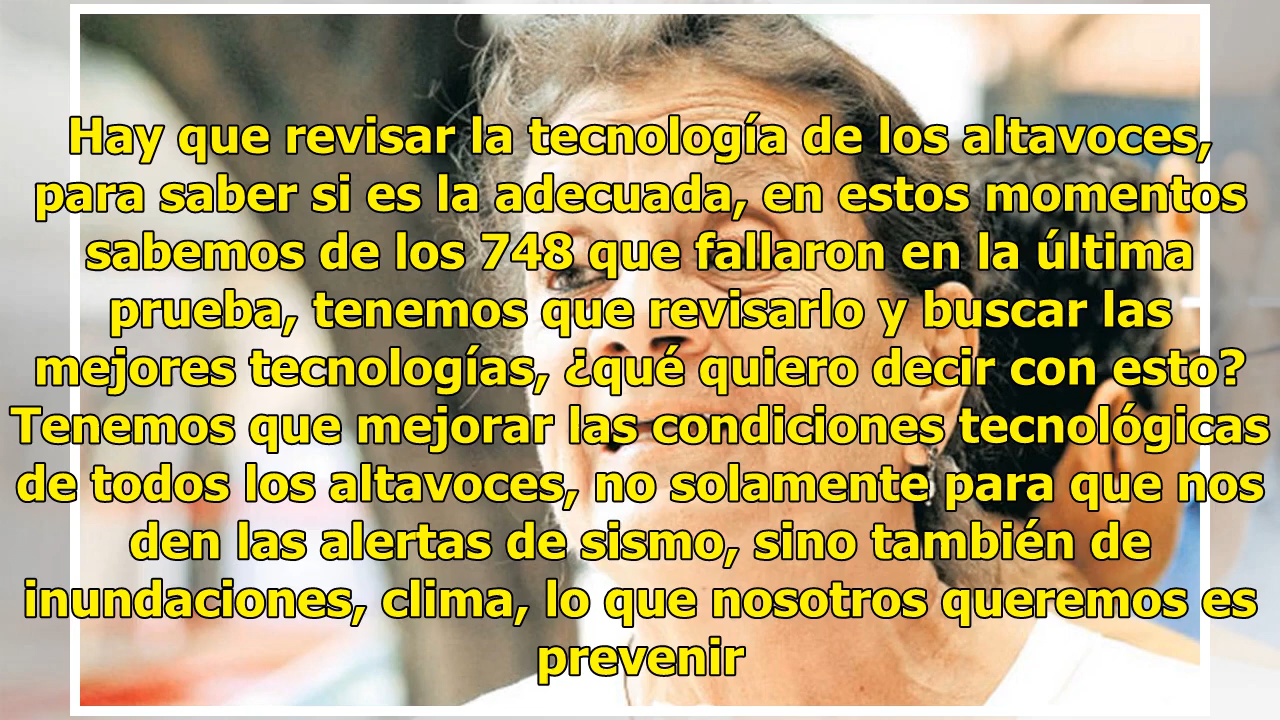 Hay que revisar la tecnología de los altavoces,
para saber si es la adecuada, en estos momentos
sabemos de los 748 que fallaron en la última
prueba, tenemos que revisarlo y buscar las
mejores tecnologías, ¿qué quiero decir con esto?
Tenemos que mejorar las condiciones tecnológicas
de todos los altavoces, no solamente para que nos
den las alertas de sismo, sino también de
inundaciones, clima, lo que nosotros queremos es
prevenir